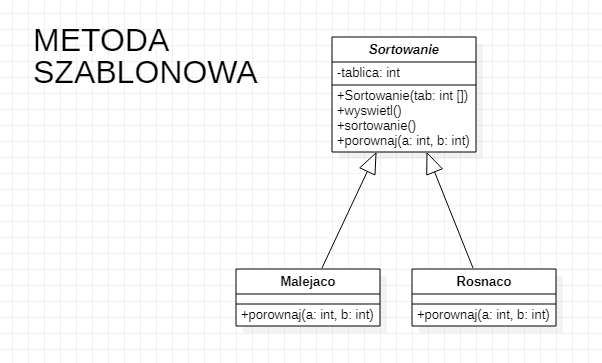 METODA
SZABLONOWA
Sortowanie
-tablica: int
+Sortowanie(tab: int [])
+wyswietl()
+sortowanie()
+porownaj(a: int, b: int)
Malejaco
+porownaj(a: int, b: int)
Rosnaco
+porownaj(a: int, b: int)